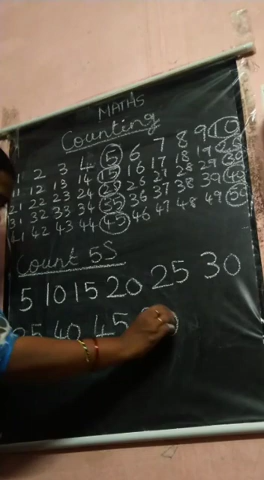 MATHS
Counting
1 2 3 4 5 6 7 8 9 10
11 12 13 14 15 16 17 18 19 20
21 22 23 24 25 26 27 28 29 30
31 32 33 34 35 36 37 38 39 40
41 42 43 44 45 46 47 48 49 50
Count 5S
5 10 15 20 25 30
35 40 45